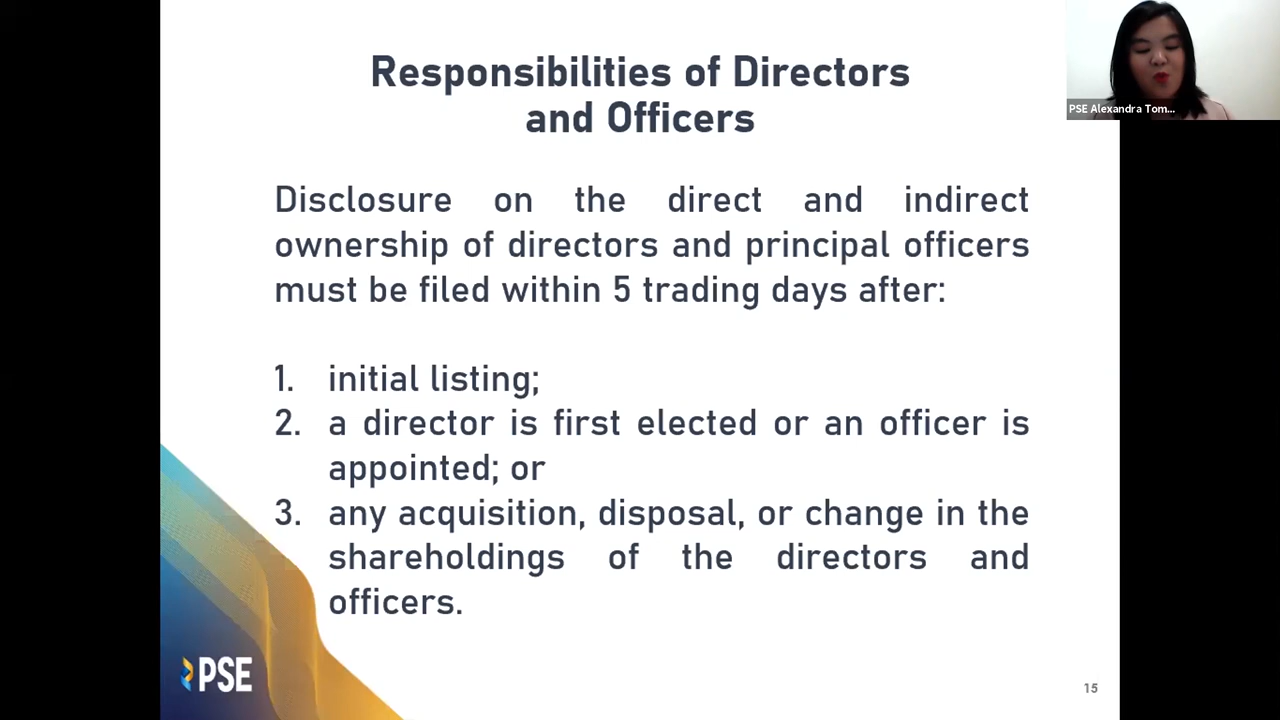 Responsibilities of Directors
and Officers
PSE Alexandra Tom...
Disclosure on the direct and indirect
ownership of directors and principal officers
must be filed within 5 trading days after:
1. initial listing;
2. a director is first elected or an officer is
appointed; or
3. any acquisition, disposal, or change in the
shareholdings of the directors and
officers.
PSE
15